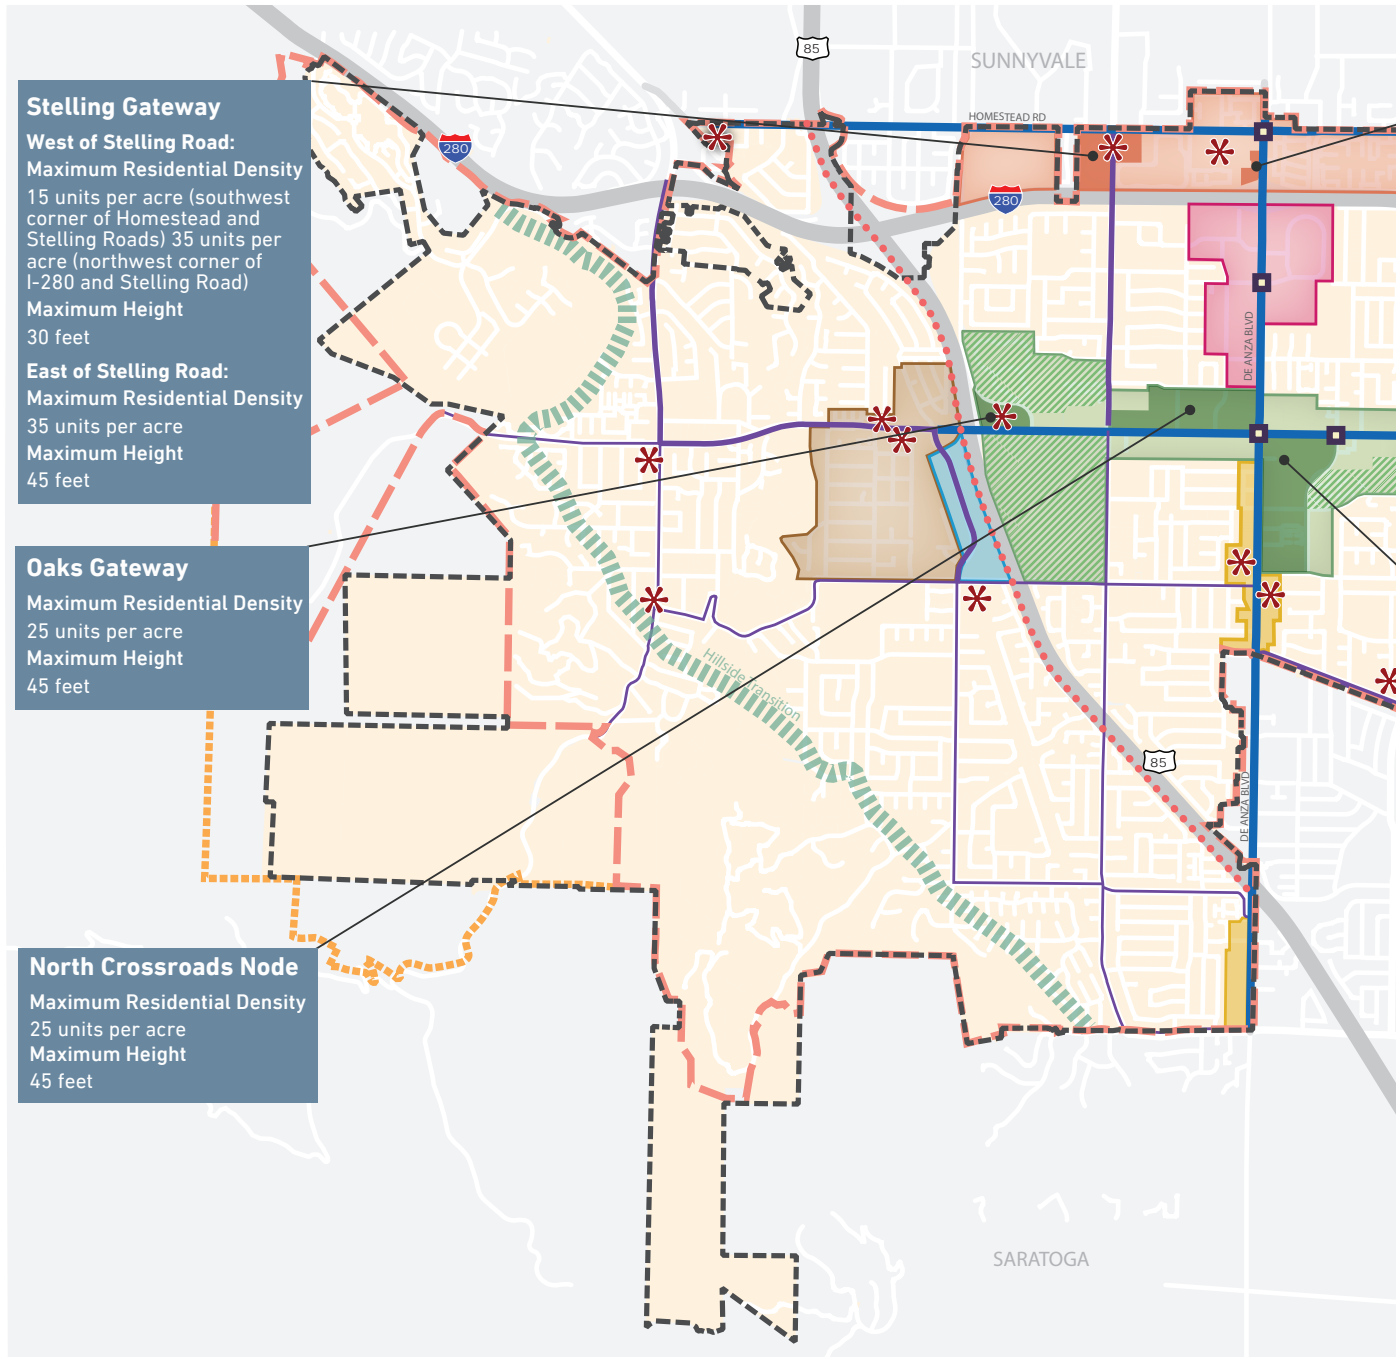 85
SUNNYVALE
HOMESTEAD RD
280
280
Stelling Gateway
West of Stelling Road:
Maximum Residential Density
15 units per acre (southwest
corner of Homestead and
Stelling Roads) 35 units per
acre (northwest corner of
I-280 and Stelling Road)
Maximum Height
30 feet
East of Stelling Road:
Maximum Residential Density
35 units per acre
Maximum Height
45 feet
DE ANZA BLVD
Oaks Gateway
Maximum Residential Density
25 units per acre
Maximum Height
45 feet
Hillside Transition
85
DE ANZA BLVD
North Crossroads Node
Maximum Residential Density
25 units per acre
Maximum Height
45 feet
SARATOGA